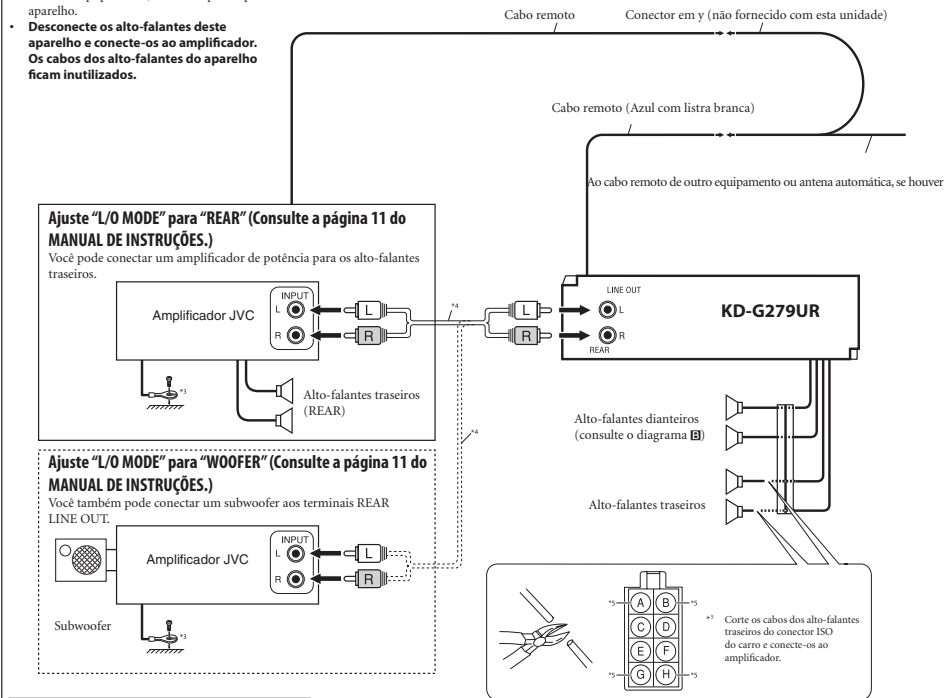 aparelho.
• Desconecte os alto-falantes deste
aparelho e conecte-os ao amplificador.
Os cabos dos alto-falantes do aparelho
ficam inutilizados.
Cabo remoto
Conector em y (não fornecido com esta unidade)
Cabo remoto (Azul com listra branca)
Ao cabo remoto de outro equipamento ou antena automática, se houver
Ajuste “L/O MODE” para “REAR” (Consulte a página 11 do
MANUAL DE INSTRUÇÕES.)
Você pode conectar um amplificador de potência para os alto-falantes
traseiros.
Amplificador JVC
INPUT
L
R
L
R
*4
L
R
LINE OUT
L
R
REAR
KD-G279UR
*3
Alto-falantes traseiros
(REAR)
*4
Alto-falantes dianteiros
(consulte o diagrama B)
Alto-falantes traseiros
Ajuste “L/O MODE” para “WOOFER” (Consulte a página 11 do
MANUAL DE INSTRUÇÕES.)
Você também pode conectar um subwoofer aos terminais REAR
LINE OUT.
Amplificador JVC
INPUT
L
R
L
R
Subwoofer
*3
*5 A B *5
C D
E F
*5 G H *5
*5 Corte os cabos dos alto-falantes
traseiros do conector ISO
do carro e conecte-os ao
amplificador.